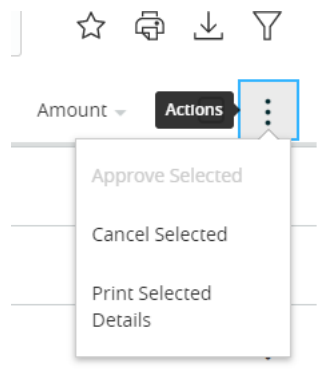 Amount
Actions
Approve Selected
Cancel Selected
Print Selected
Details